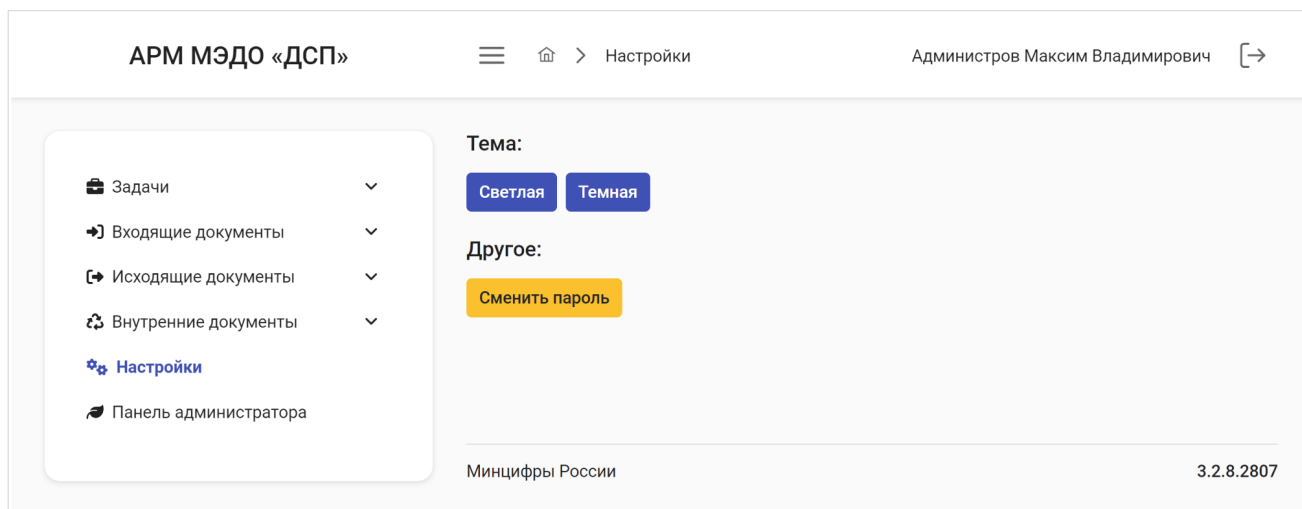 АРМ МЭДО «ДСП»
Настройки
Администров Максим Владимирович
Задачи
Входящие документы
Исходящие документы
Внутренние документы
Настройки
Панель администратора
Тема:
Светлая
Темная
Другое:
Сменить пароль
Минцифры России
3.2.8.2807